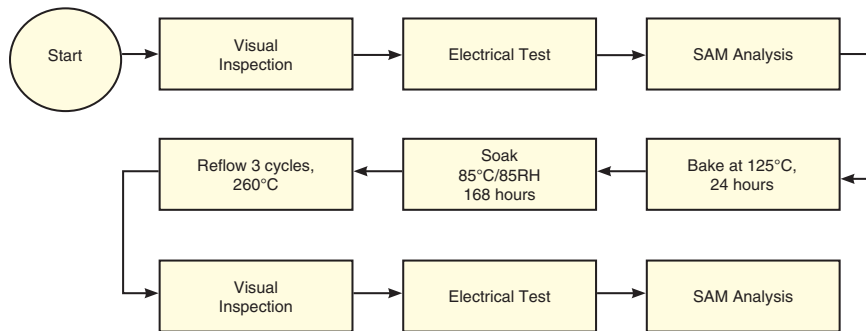 Start
Visual
Inspection
Electrical Test
SAM Analysis
Bake at 125°C,
24 hours
Soak
85°C/85RH
168 hours
Reflow 3 cycles,
260°C
Visual
Inspection
Electrical Test
SAM Analysis